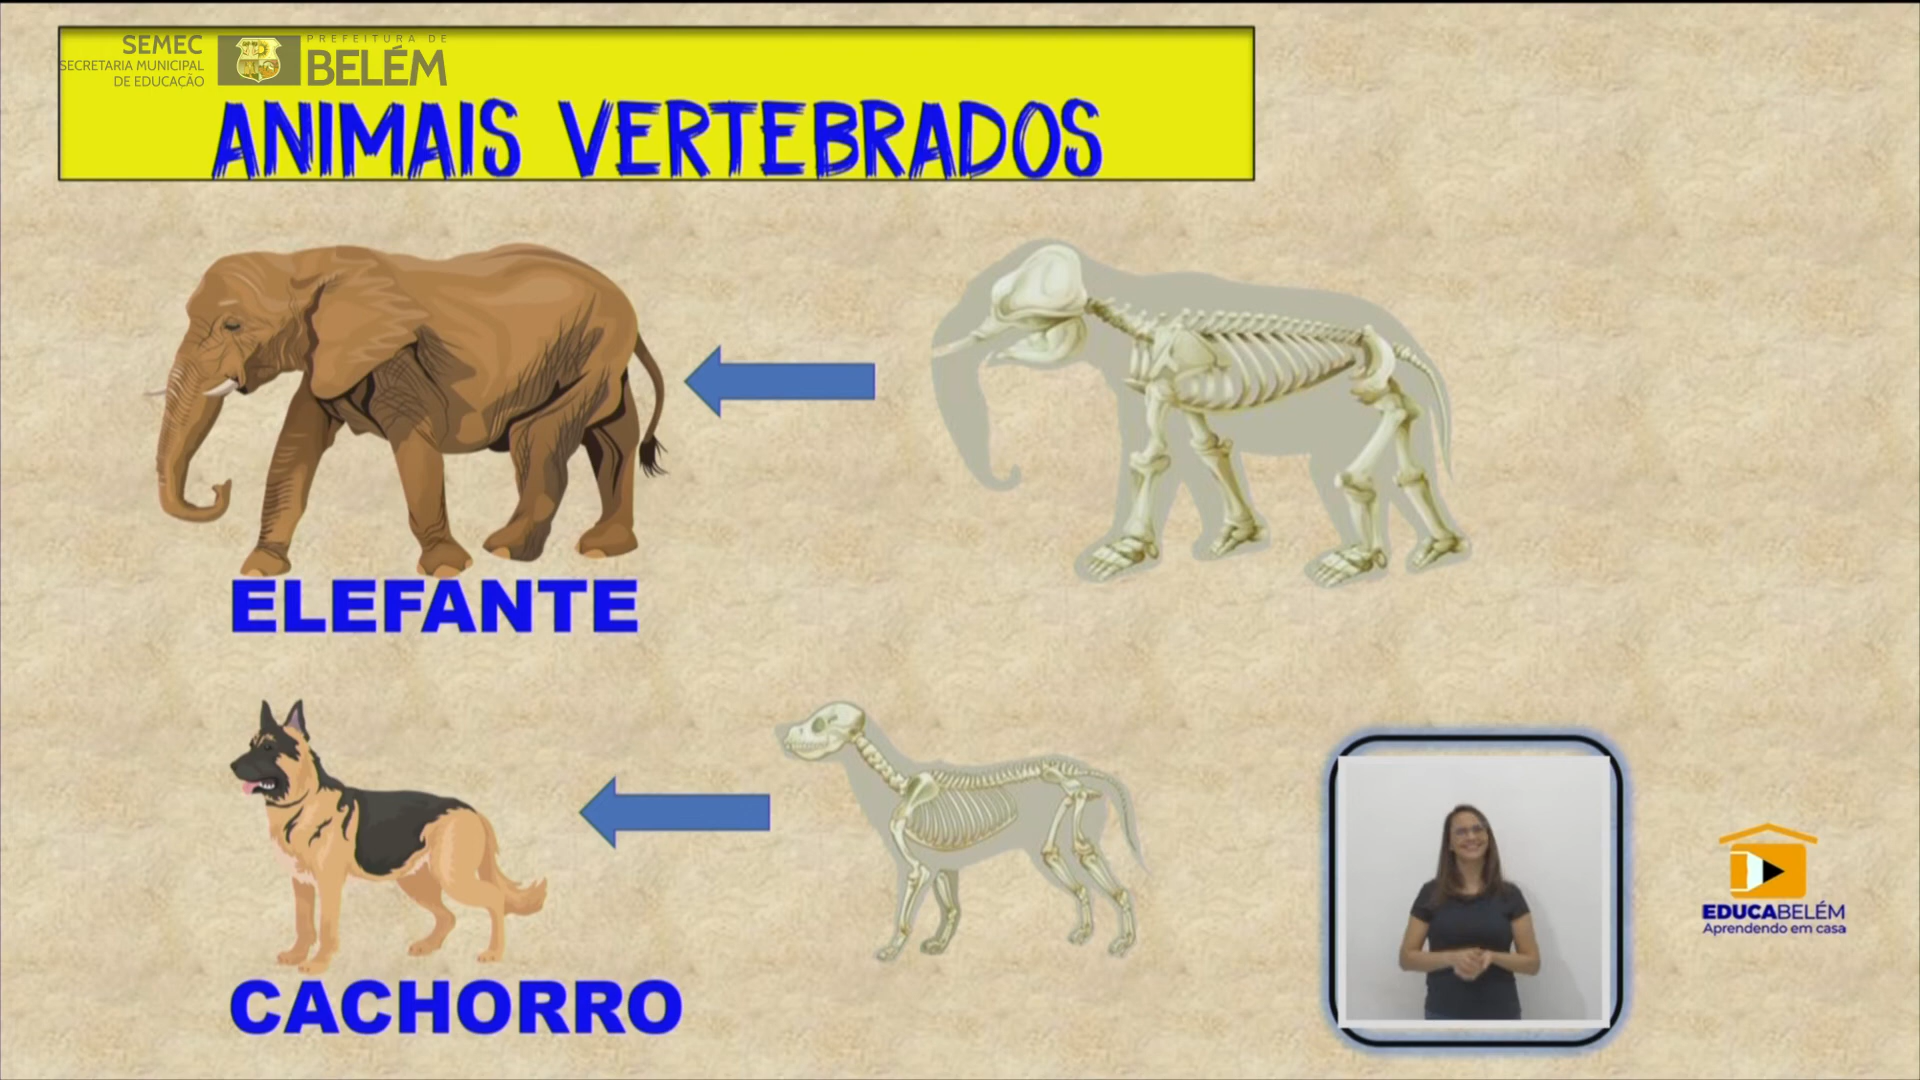 SEMEC
SECRETARIA MUNICIPAL
DE EDUCAÇÃO
PREFEITURA DE
BELÉM
ANIMAIS VERTEBRADOS
ELEFANTE
CACHORRO
EDUCABELÉM
Aprendendo em casa